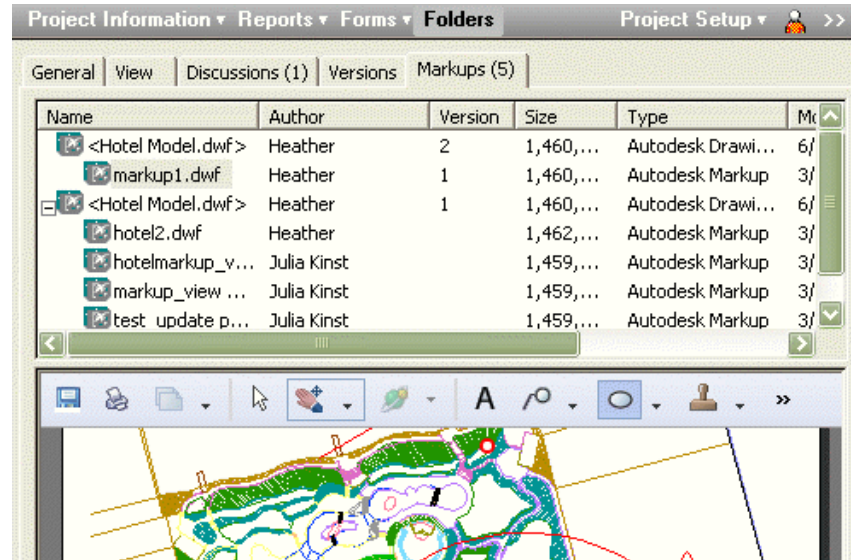 Project Information ▾ Reports ▾ Forms ▾ Folders Project Setup ▾ >>
General View Discussions (1) Versions Markups (5)
Name Author Version Size Type
<Hotel Model.dwf> Heather 2 1,460,... Autodesk Drawi... 6/
markup1.dwf Heather 1 1,460,... Autodesk Markup 3/
<Hotel Model.dwf> Heather 1 1,460,... Autodesk Drawi... 6/
hotel2.dwf Heather 1,462,... Autodesk Markup 3/
hotelmarkup_v... Julia Kinst 1,459,... Autodesk Markup 3/
markup_view ... Julia Kinst 1,459,... Autodesk Markup 3/
test_update p... Julia Kinst 1,459,... Autodesk Markup 3/
A »